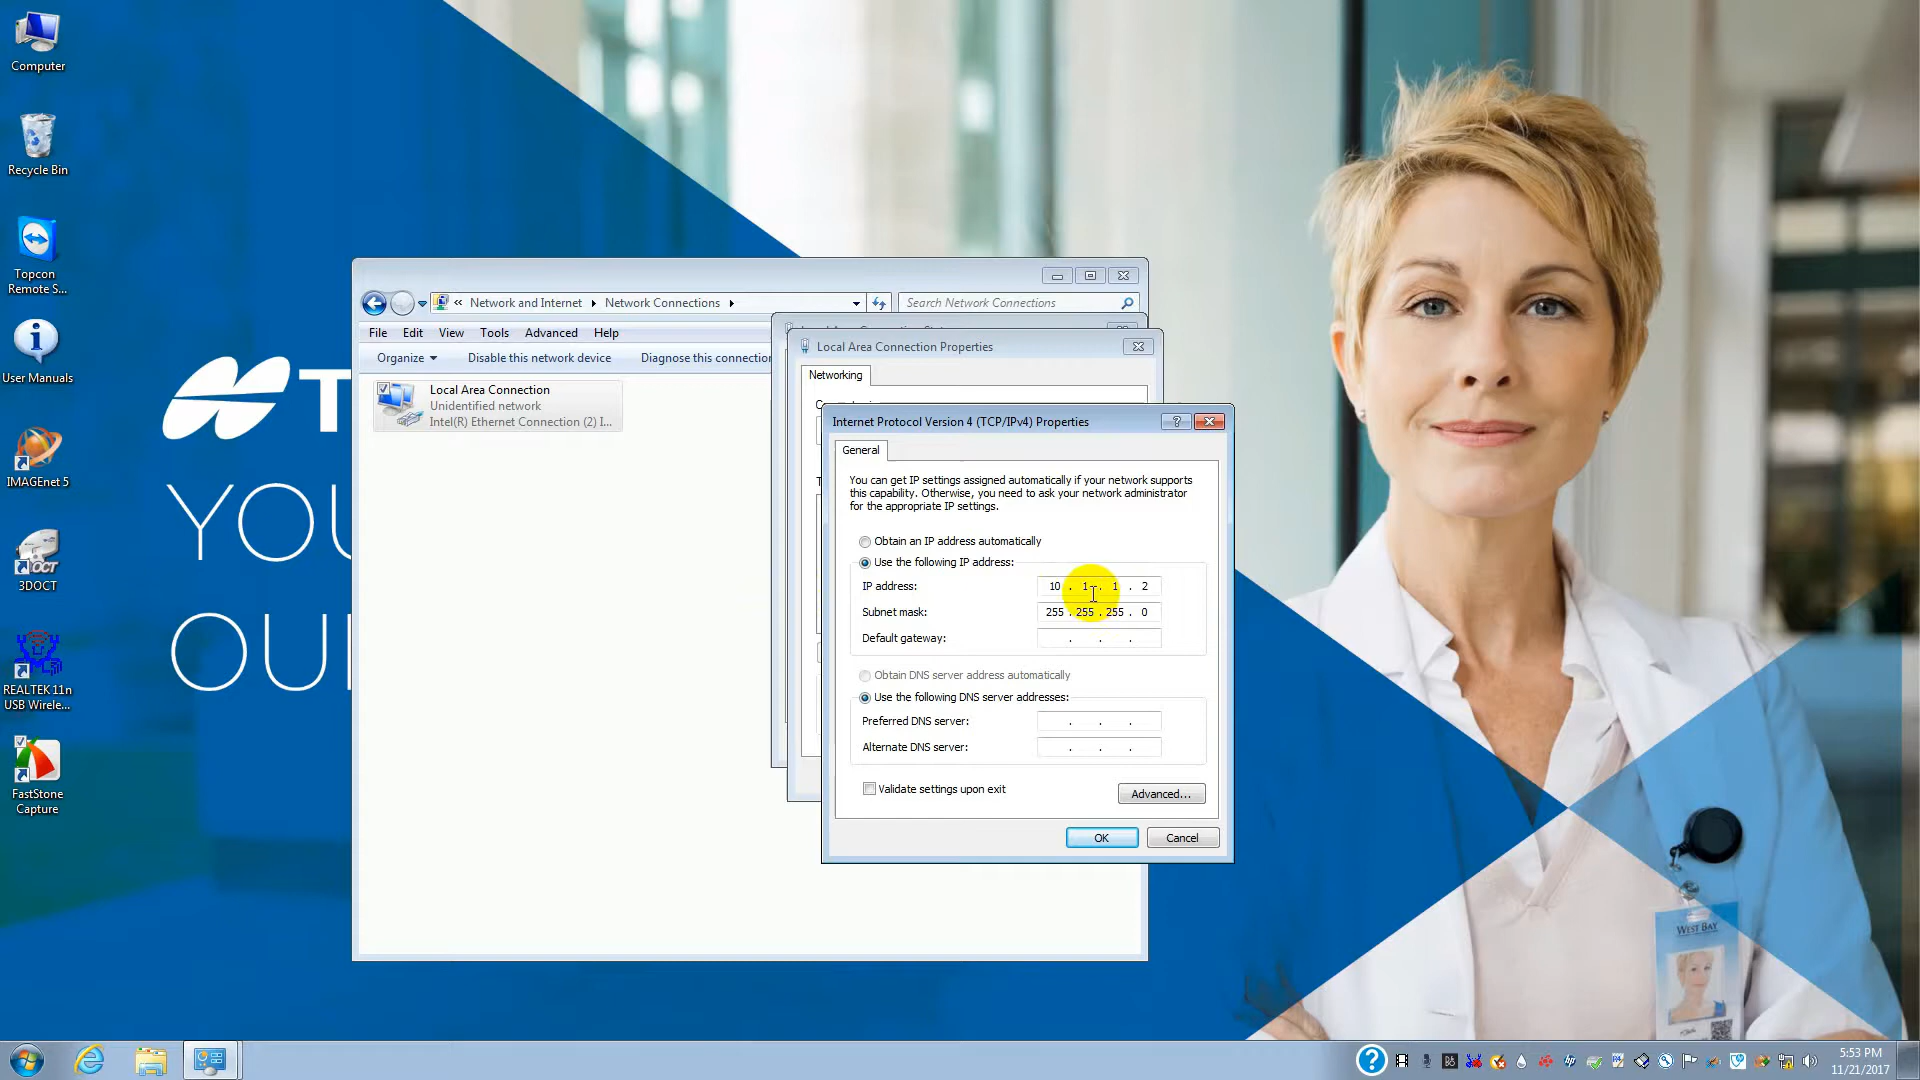 Computer
Recycle Bin
Topcon
Remote S...
User Manuals
IMAGEnet 5
3DOCT
REALTEK 11n
USB Wirele...
FastStone
Capture
T
YOU
OU
« Network and Internet ▸ Network Connections ▸
Search Network Connections
File Edit View Tools Advanced Help
Organize Disable this network device Diagnose this connection
Local Area Connection
Unidentified network
Intel(R) Ethernet Connection (2) I...
Local Area Connection Properties
Networking
Internet Protocol Version 4 (TCP/IPv4) Properties
General
You can get IP settings assigned automatically if your network supports
this capability. Otherwise, you need to ask your network administrator
for the appropriate IP settings.
Obtain an IP address automatically
Use the following IP address:
IP address: 10 . 1 . 1 . 2
Subnet mask: 255 . 255 . 255 . 0
Default gateway: . . .
Obtain DNS server address automatically
Use the following DNS server addresses:
Preferred DNS server: . . .
Alternate DNS server: . . .
Validate settings upon exit
Advanced...
OK Cancel
WEST BAY
5:53 PM
11/21/2017